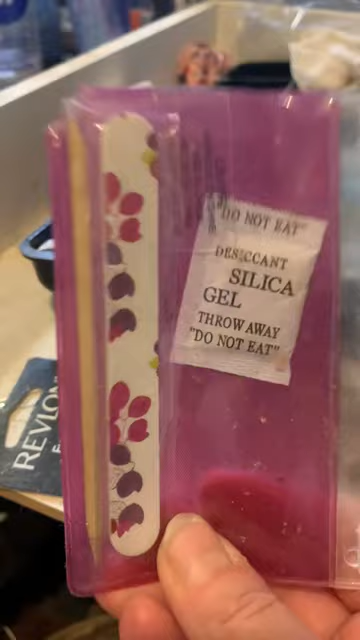 "DO NOT EAT"
DESICCANT
SILICA
GEL
THROW AWAY
"DO NOT EAT"
REVLON